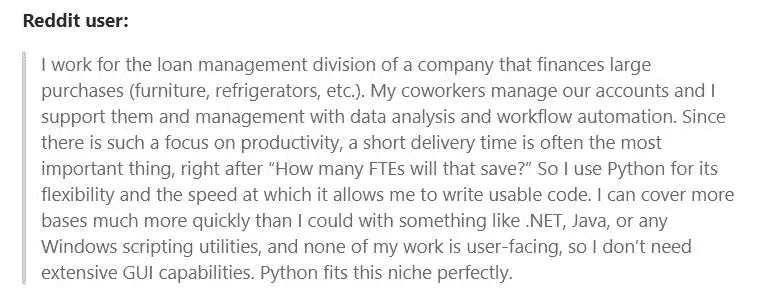 Reddit user:
I work for the loan management division of a company that finances large
purchases (furniture, refrigerators, etc.). My coworkers manage our accounts and I
support them and management with data analysis and workflow automation. Since
there is such a focus on productivity, a short delivery time is often the most
important thing, right after “How many FTEs will that save?” So I use Python for its
flexibility and the speed at which it allows me to write usable code. I can cover more
bases much more quickly than I could with something like .NET, Java, or any
Windows scripting utilities, and none of my work is user-facing, so I don’t need
extensive GUI capabilities. Python fits this niche perfectly.